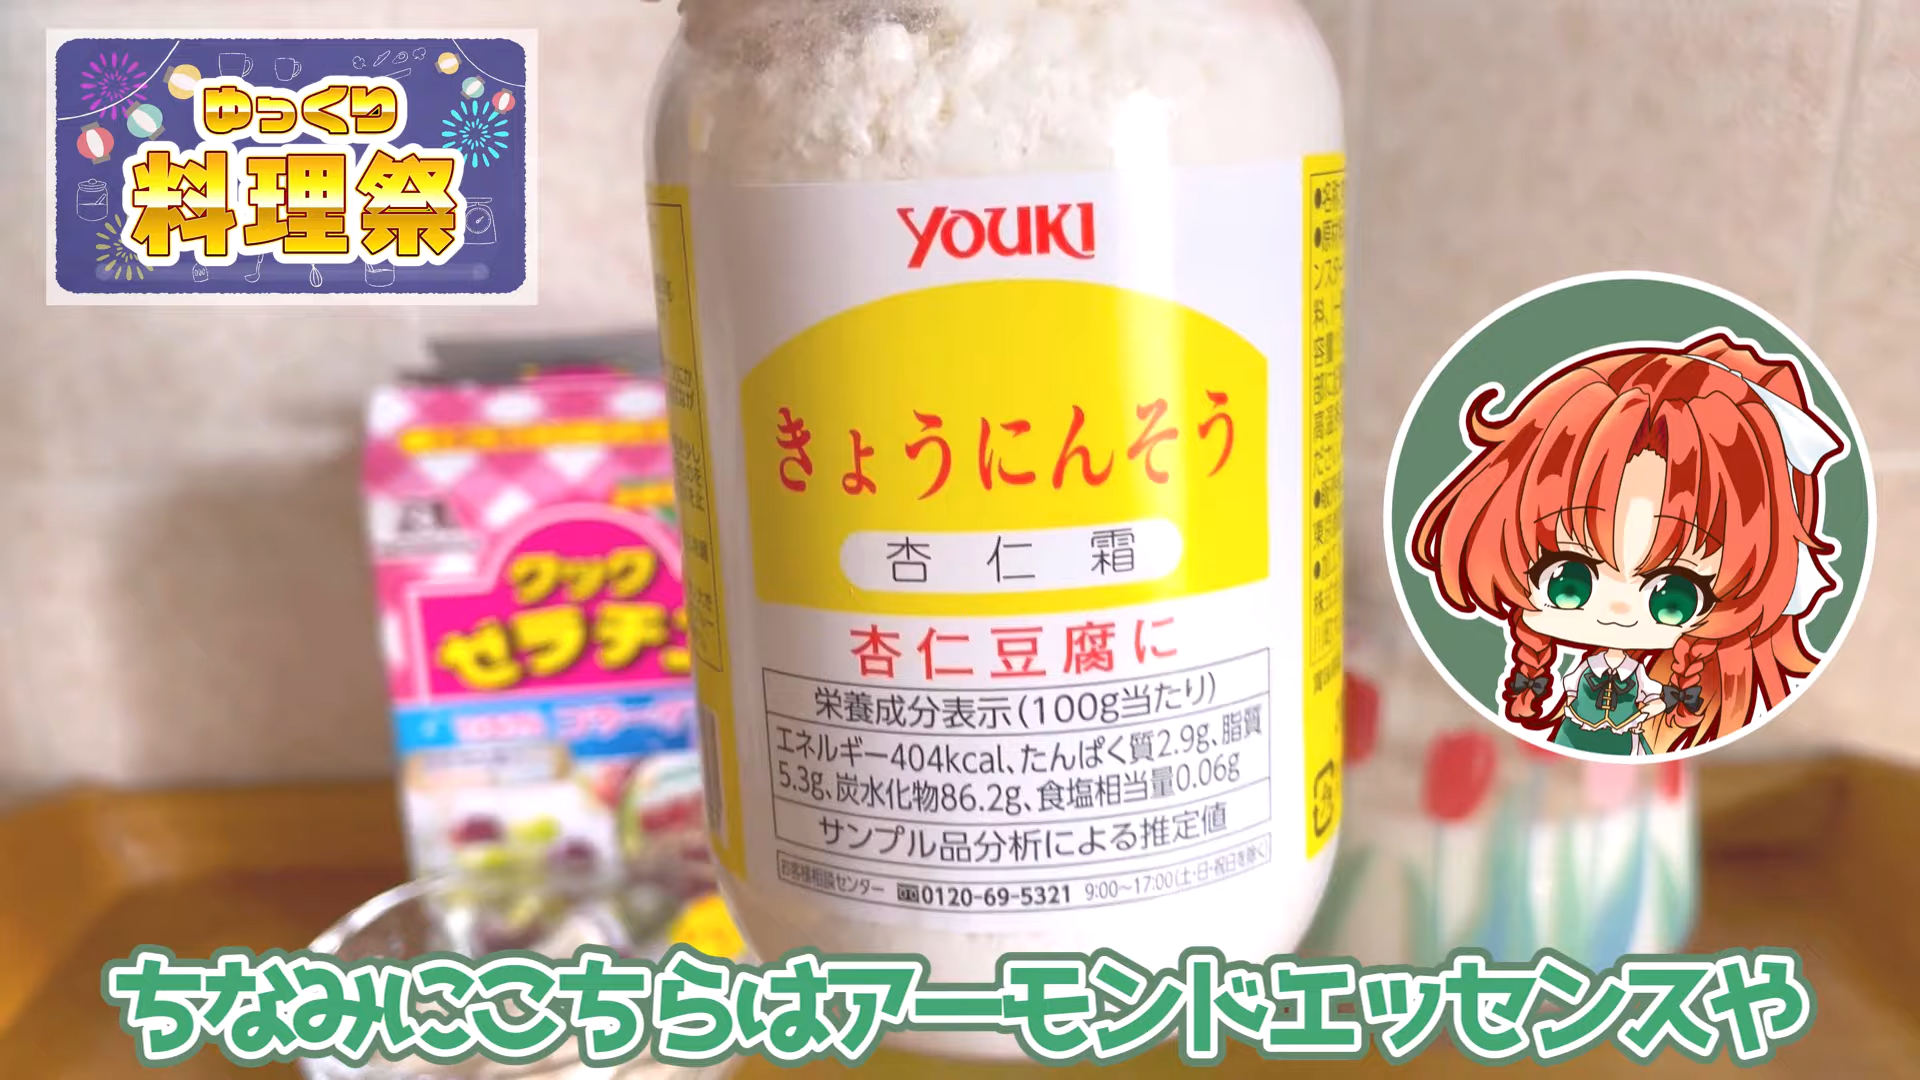 ゆっくり
料理祭
YOUKI
きょうにんそう
杏仁霜
杏仁豆腐に
栄養成分表示(100g当たり)
エネルギー404kcal、たんぱく質2.9g、脂質
5.3g、炭水化物86.2g、食塩相当量0.06g
サンプル品分析による推定値
お客様相談センター 0120-69-5321 9:00～17:00(土・日・祝日を除く)
クック
ゼラチン
ちなみにこちらはアーモンドエッセンスや